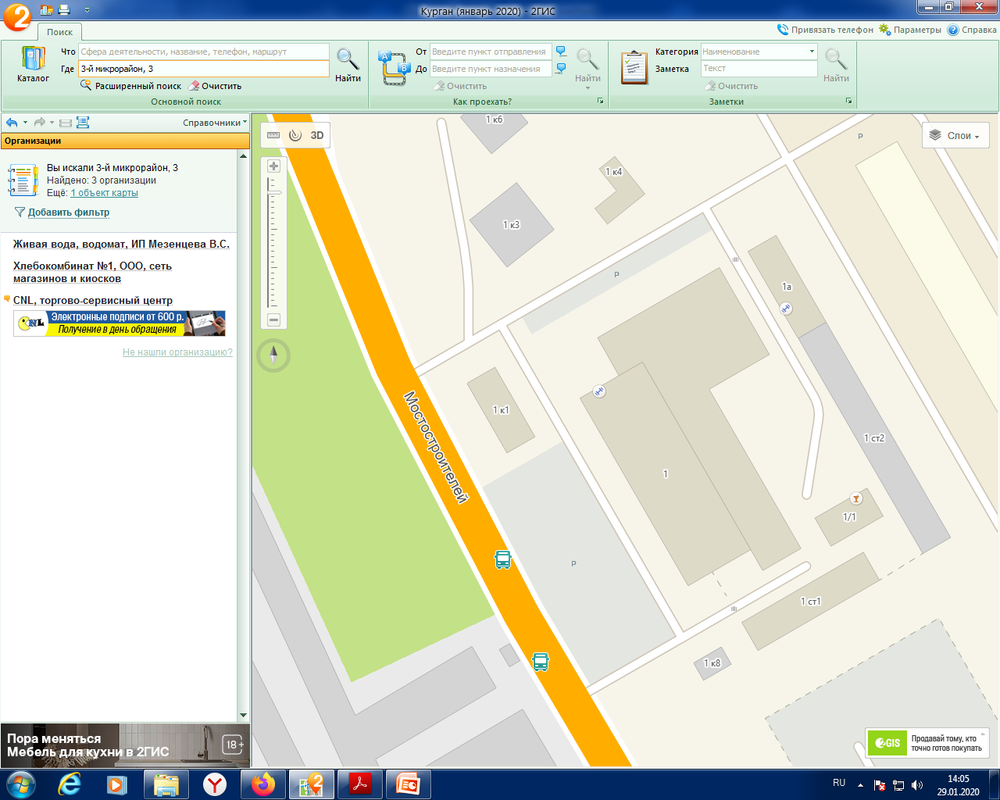 Курган (январь 2020) - 2ГИС
Поиск
Привязать телефон
Параметры
Справка
Каталог
Что
Сфера деятельности, название, телефон, маршрут
Где
3-й микрорайон, 3
Расширенный поиск
Очистить
Найти
Основной поиск
От
Введите пункт отправления
До
Введите пункт назначения
Очистить
Найти
Как проехать?
Категория
Наименование
Заметка
Текст
Очистить
Найти
Заметки
Справочники
Организации
Вы искали 3-й микрорайон, 3
Найдено: 3 организации
Ещё: 1 объект карты
Добавить фильтр
Живая вода, водомат, ИП Мезенцева В.С.
Хлебокомбинат №1, ООО, сеть
магазинов и киосков
CNL, торгово-сервисный центр
CNL
Электронные подписи от 600 р.
Получение в день обращения
Не нашли организацию?
Пора меняться
Мебель для кухни в 2ГИС
18+
3D
Слои
1 к6
1 к4
1 к3
P
P
1а
1 к1
Мостостроителей
1 ст2
1
1/1
P
1 ст1
1 к8
2GIS
Продавай тому, кто
точно готов покупать
RU
14:05
29.01.2020